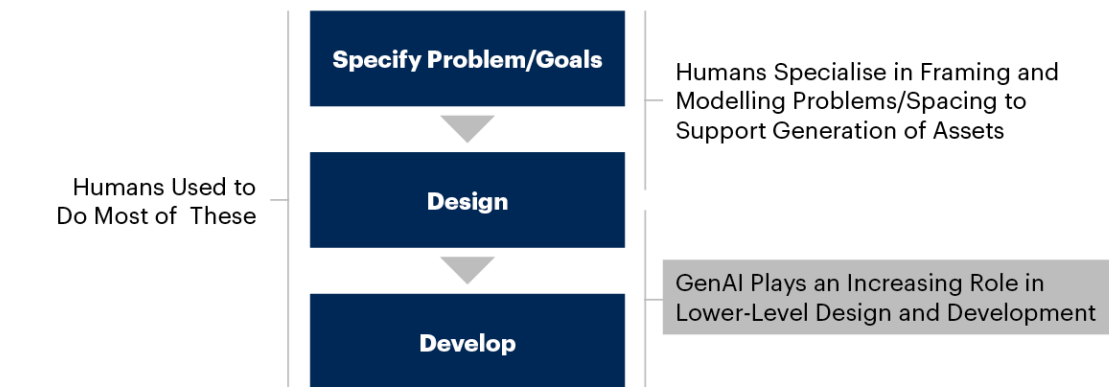 Specify Problem/Goals
Humans Specialise in Framing and
Modelling Problems/Spacing to
Support Generation of Assets
Humans Used to
Do Most of These
Design
GenAI Plays an Increasing Role in
Lower-Level Design and Development
Develop